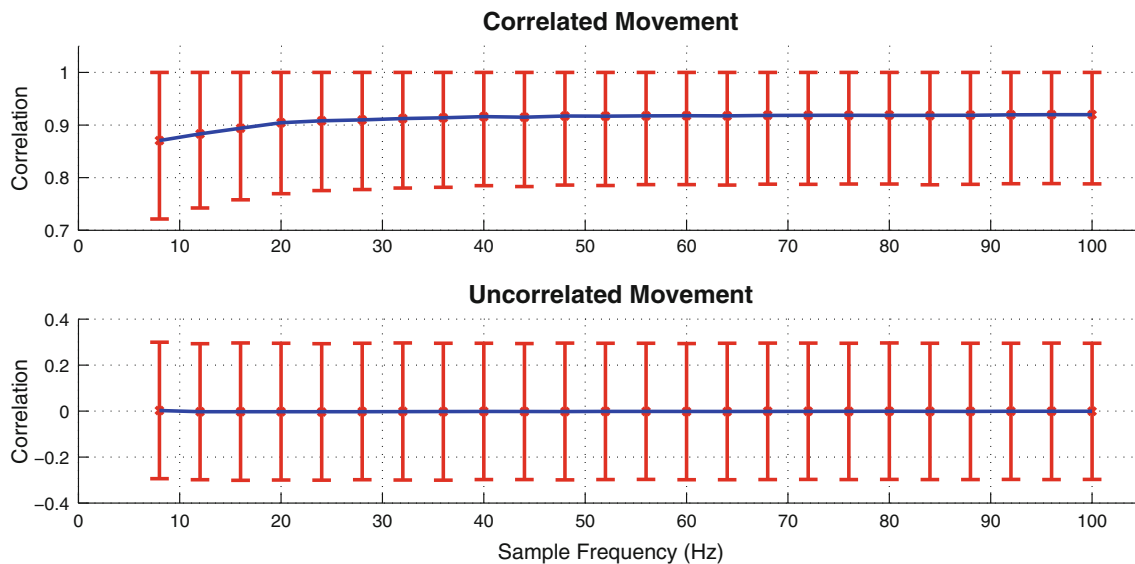 Correlated Movement
Correlation
1
0.9
0.8
0.7
0 10 20 30 40 50 60 70 80 90 100
Uncorrelated Movement
Correlation
0.4
0.2
0
−0.2
−0.4
0 10 20 30 40 50 60 70 80 90 100
Sample Frequency (Hz)